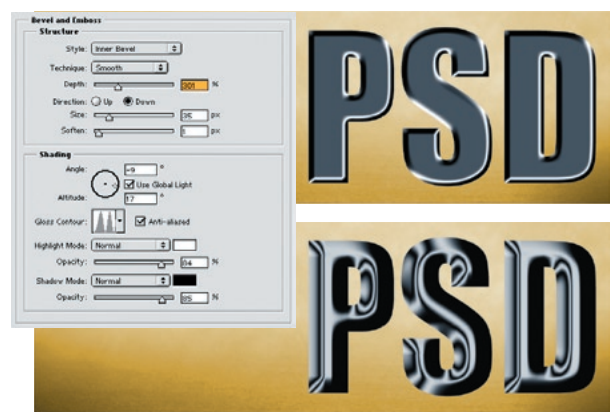 Bevel and Emboss
Structure
Style: Inner Bevel
Technique: Smooth
Depth: 301 %
Direction: Up Down
Size: 35 px
Soften: 1 px
Shading
Angle: -9 °
Use Global Light
Altitude: 17 °
Gloss Contour: Anti-aliased
Highlight Mode: Normal
Opacity: 84 %
Shadow Mode: Normal
Opacity: 85 %
PSD
PSD